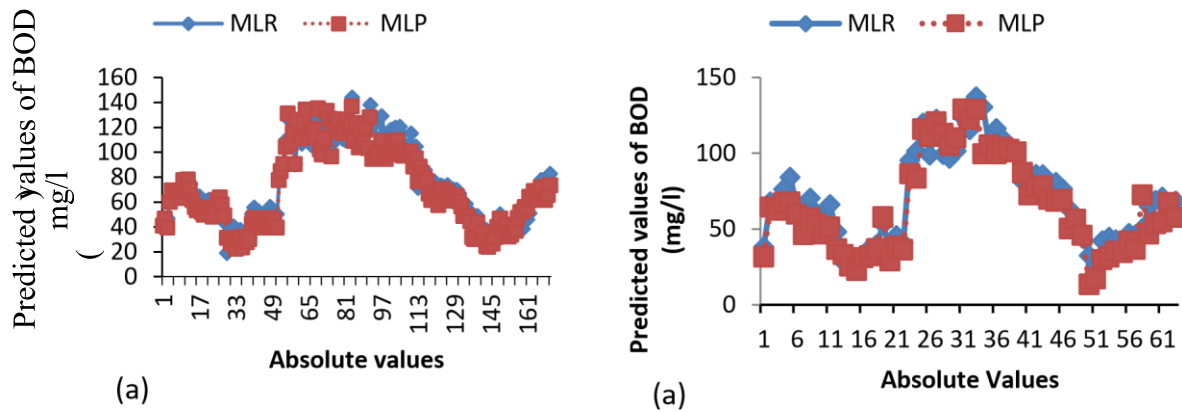 MLR MLP
Predicted values of BOD
mg/l
(
160
140
120
100
80
60
40
20
0
1 17 33 49 65 81 97 113 129 145 161
Absolute values
(a)
MLR MLP
Predicted values of BOD
(mg/l)
150
100
50
0
1 6 11 16 21 26 31 36 41 46 51 56 61
Absolute Values
(a)